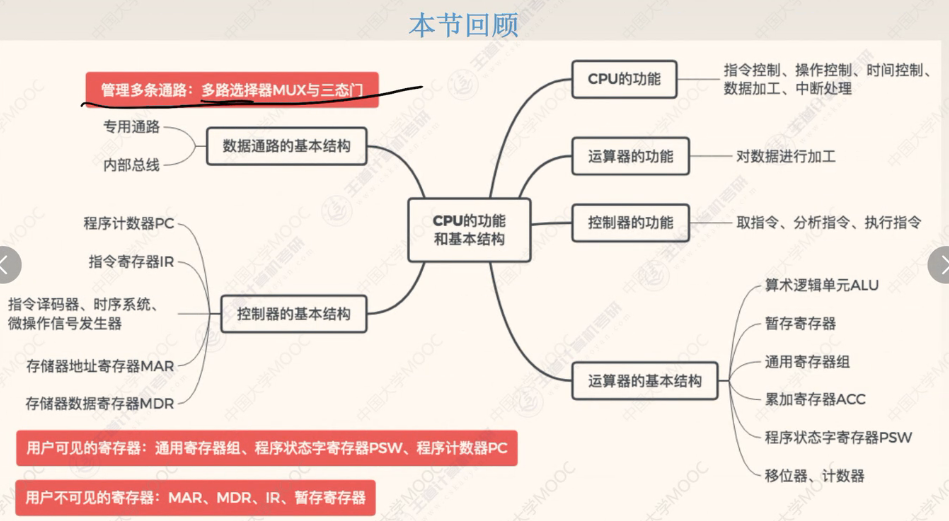 本节回顾
管理多条通路：多路选择器MUX与三态门
专用通路
内部总线
数据通路的基本结构
程序计数器PC
指令寄存器IR
指令译码器、时序系统、
微操作信号发生器
存储器地址寄存器MAR
存储器数据寄存器MDR
控制器的基本结构
CPU的功能
和基本结构
CPU的功能
指令控制、操作控制、时间控制、
数据加工、中断处理
运算器的功能
对数据进行加工
控制器的功能
取指令、分析指令、执行指令
运算器的基本结构
算术逻辑单元ALU
暂存寄存器
通用寄存器组
累加寄存器ACC
程序状态字寄存器PSW
移位器、计数器
用户可见的寄存器：通用寄存器组、程序状态字寄存器PSW、程序计数器PC
用户不可见的寄存器：MAR、MDR、IR、暂存寄存器
中国大学MOOC
王道计算机考研